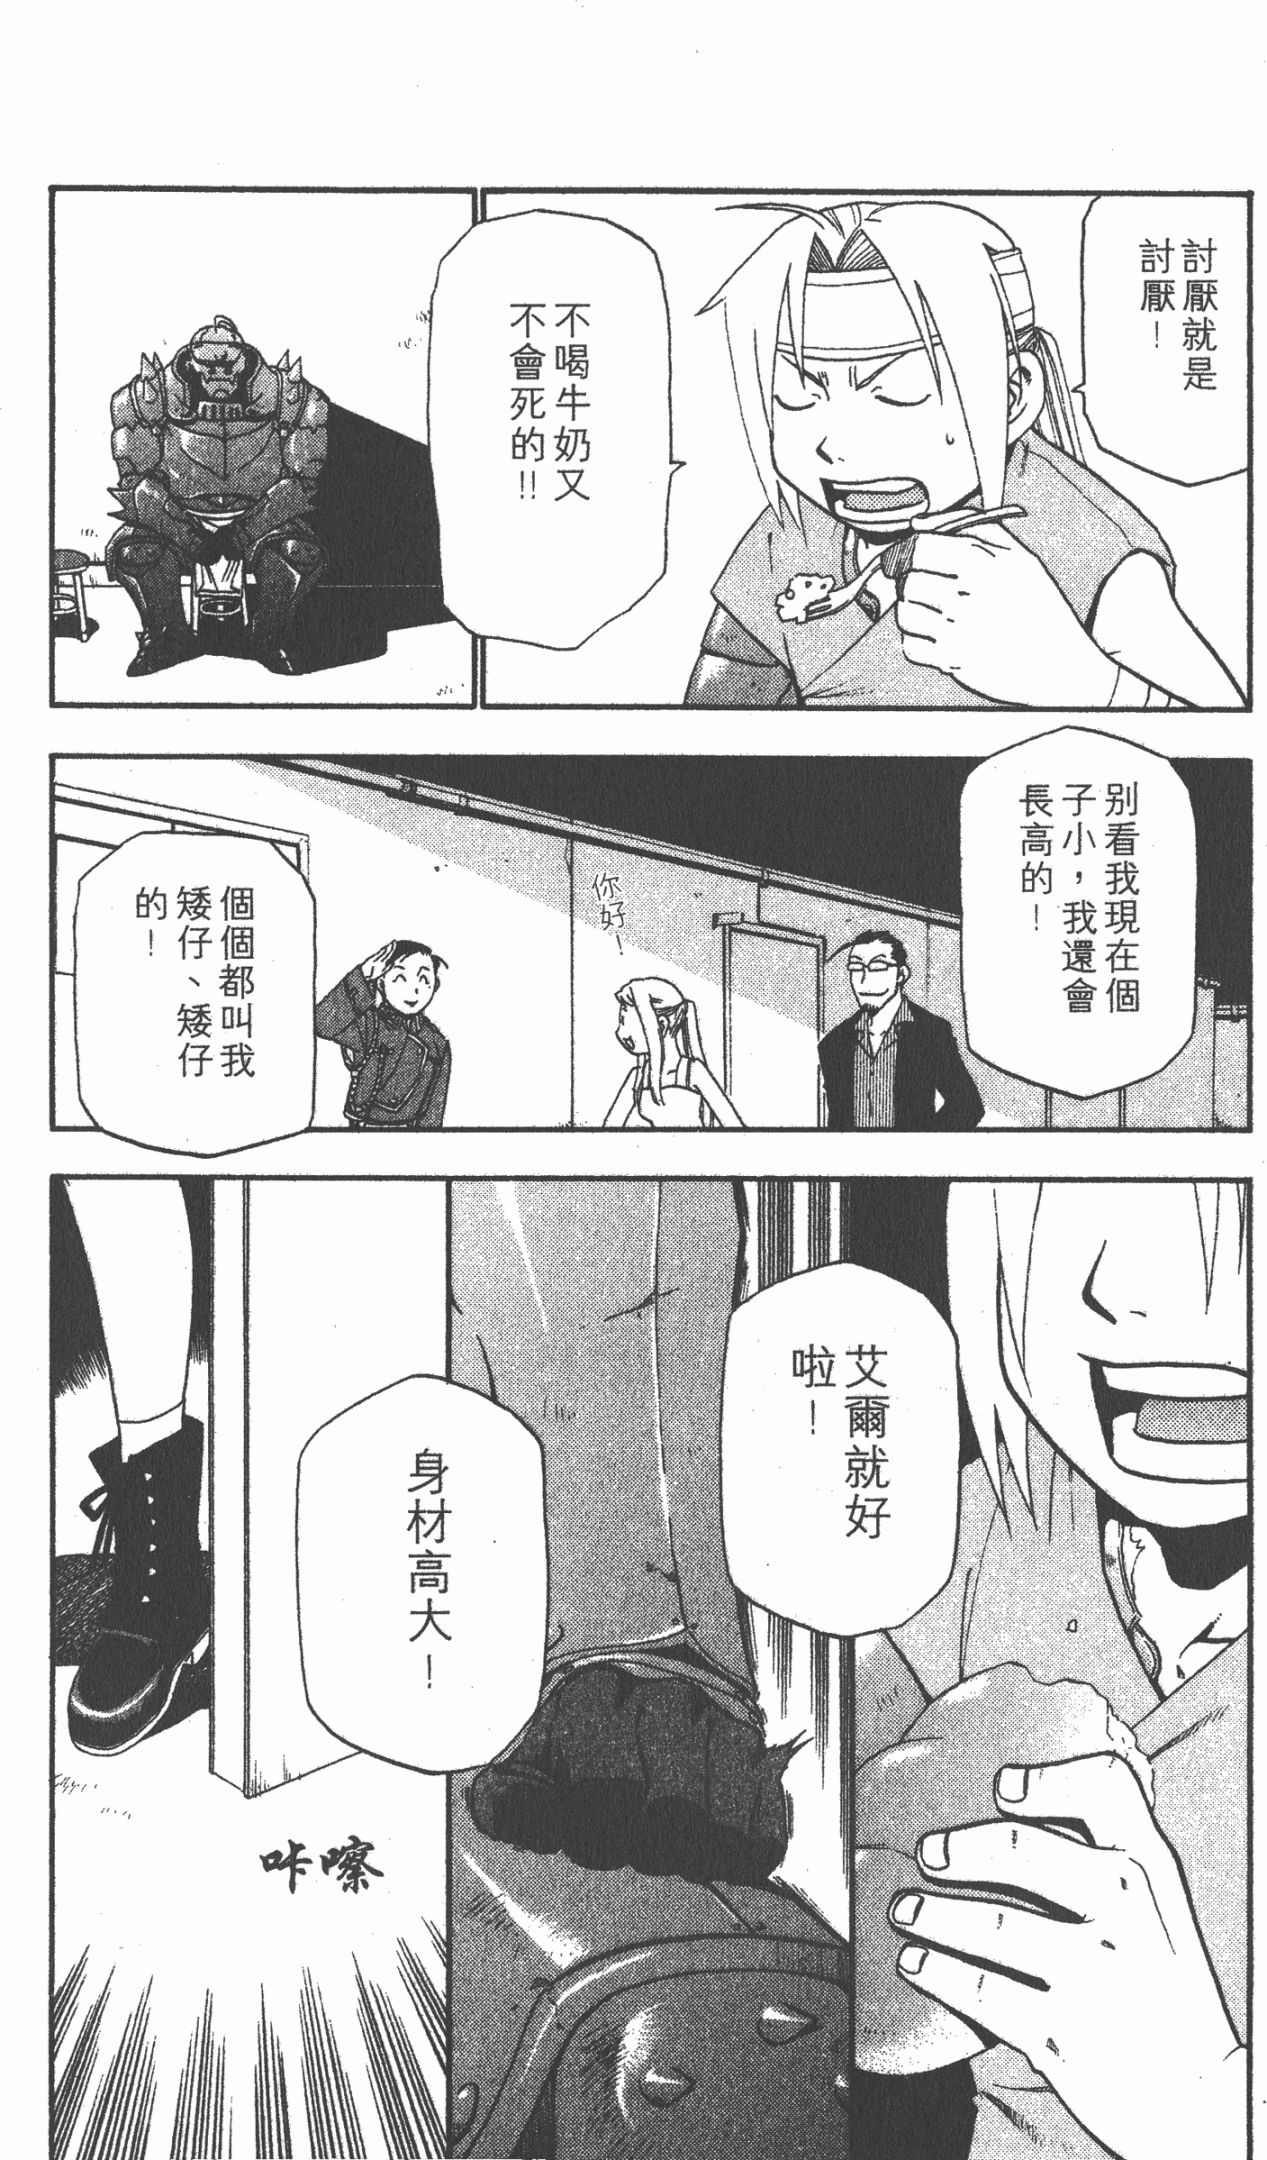 討厭就是
討厭！
不喝牛奶又
不會死的!!
別看我現在個
子小，我還會
長高的！
你好！
個個都叫我
矮仔、矮仔
的！
艾爾就好
啦！
身材高大！
咔嚓